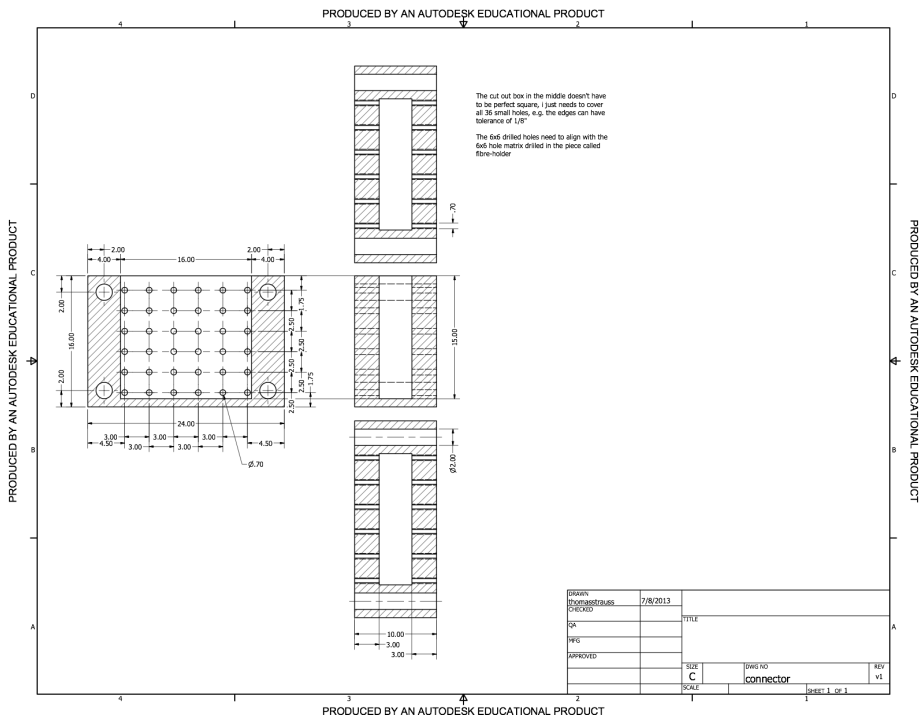 PRODUCED BY AN AUTODESK EDUCATIONAL PRODUCT
4
3
2
1
D
D
The cut out box in the middle doesn't have
to be perfect square, i just needs to cover
all 36 small holes, e.g. the edges can have
tolerance of 1/8"
The 6x6 drilled holes need to align with the
6x6 hole matrix drilled in the piece called
fibre-holder
.70
PRODUCED BY AN AUTODESK EDUCATIONAL PRODUCT
PRODUCED BY AN AUTODESK EDUCATIONAL PRODUCT
2.00
2.00
4.00
16.00
4.00
C
C
2.00
16.00
2.00
1.75
2.50
2.50
2.50
2.50
2.50
1.75
15.00
24.00
3.00
3.00
3.00
4.50
3.00
3.00
4.50
Ø.70
Ø2.00
B
B
10.00
3.00
3.00
A
A
DRAWN
thomasstrauss
7/8/2013
CHECKED
QA
MFG
APPROVED
TITLE
SIZE
C
DWG NO
connector
REV
v1
SCALE
SHEET 1 OF 1
4
3
2
1
PRODUCED BY AN AUTODESK EDUCATIONAL PRODUCT